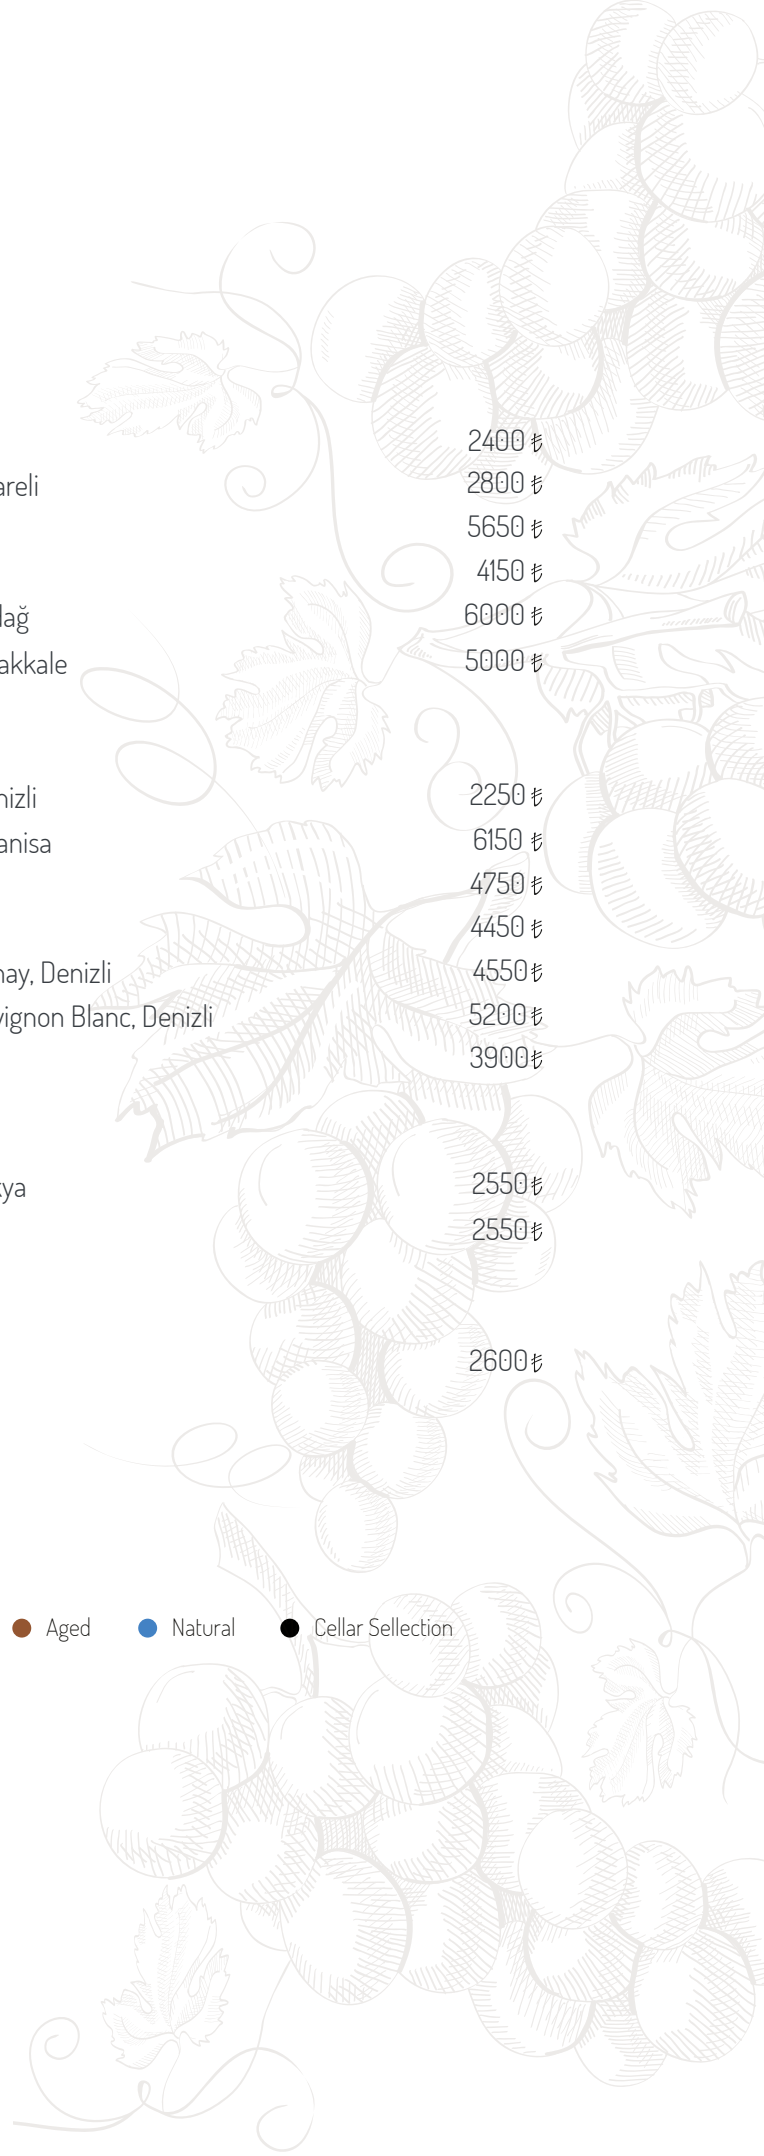 2400 ₺
areli 2800 ₺
5650 ₺
4150 ₺
dağ 6000 ₺
akkale 5000 ₺
nizli 2250 ₺
anisa 6150 ₺
4750 ₺
4450 ₺
nay, Denizli 4550₺
vignon Blanc, Denizli 5200 ₺
3900₺
kya 2550₺
2550₺
2600₺
Aged Natural Cellar Sellection